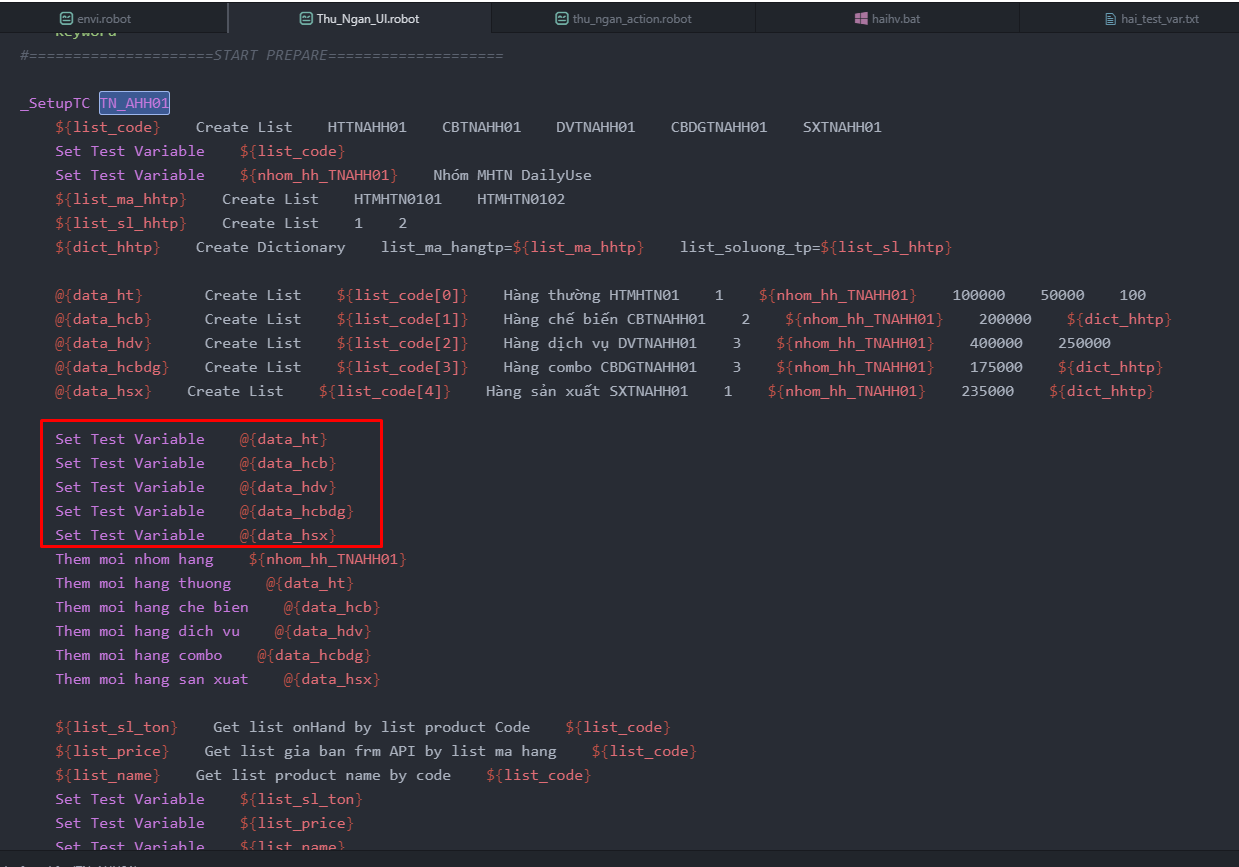 envi.robot    Thu_Ngan_UI.robot    thu_ngan_action.robot    haihv.bat    hai_test_var.txt
Keyword
#=====================START PREPARE====================
_SetupTC TN_AHH01
${list_code}    Create List    HTTNAHH01    CBTNAHH01    DVTNAHH01    CBDGTNAHH01    SXTNAHH01
Set Test Variable    ${list_code}
Set Test Variable    ${nhom_hh_TNAHH01}    Nhóm MHTN DailyUse
${list_ma_hhtp}    Create List    HTMHTN0101    HTMHTN0102
${list_sl_hhtp}    Create List    1    2
${dict_hhtp}    Create Dictionary    list_ma_hangtp=${list_ma_hhtp}    list_soluong_tp=${list_sl_hhtp}
@{data_ht}    Create List    ${list_code[0]}    Hàng thường HTMHTN01    1    ${nhom_hh_TNAHH01}    100000    50000    100
@{data_hcb}    Create List    ${list_code[1]}    Hàng chế biến CBTNAHH01    2    ${nhom_hh_TNAHH01}    200000    ${dict_hhtp}
@{data_hdv}    Create List    ${list_code[2]}    Hàng dịch vụ DVTNAHH01    3    ${nhom_hh_TNAHH01}    400000    250000
@{data_hcbdg}    Create List    ${list_code[3]}    Hàng combo CBDGTNAHH01    3    ${nhom_hh_TNAHH01}    175000    ${dict_hhtp}
@{data_hsx}    Create List    ${list_code[4]}    Hàng sản xuất SXTNAHH01    1    ${nhom_hh_TNAHH01}    235000    ${dict_hhtp}
Set Test Variable    @{data_ht}
Set Test Variable    @{data_hcb}
Set Test Variable    @{data_hdv}
Set Test Variable    @{data_hcbdg}
Set Test Variable    @{data_hsx}
Them moi nhom hang    ${nhom_hh_TNAHH01}
Them moi hang thuong    @{data_ht}
Them moi hang che bien    @{data_hcb}
Them moi hang dich vu    @{data_hdv}
Them moi hang combo    @{data_hcbdg}
Them moi hang san xuat    @{data_hsx}
${list_sl_ton}    Get list onHand by list product Code    ${list_code}
${list_price}    Get list gia ban frm API by list ma hang    ${list_code}
${list_name}    Get list product name by code    ${list_code}
Set Test Variable    ${list_sl_ton}
Set Test Variable    ${list_price}
Set Test Variable    ${list_name}